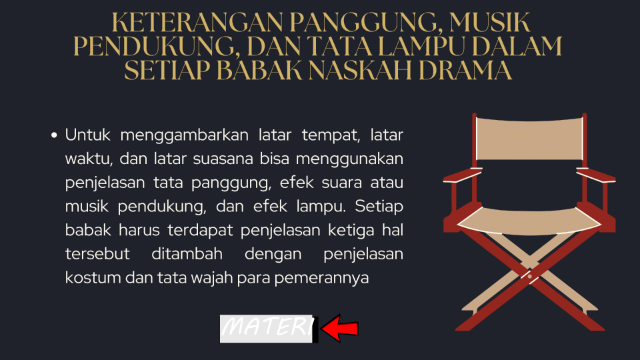 KETERANGAN PANGGUNG, MUSIK
PENDUKUNG, DAN TATA LAMPU DALAM
SETIAP BABAK NASKAH DRAMA
• Untuk menggambarkan latar tempat, latar
waktu, dan latar suasana bisa menggunakan
penjelasan tata panggung, efek suara atau
musik pendukung, dan efek lampu. Setiap
babak harus terdapat penjelasan ketiga hal
tersebut ditambah dengan penjelasan
kostum dan tata wajah para pemerannya
MATERI